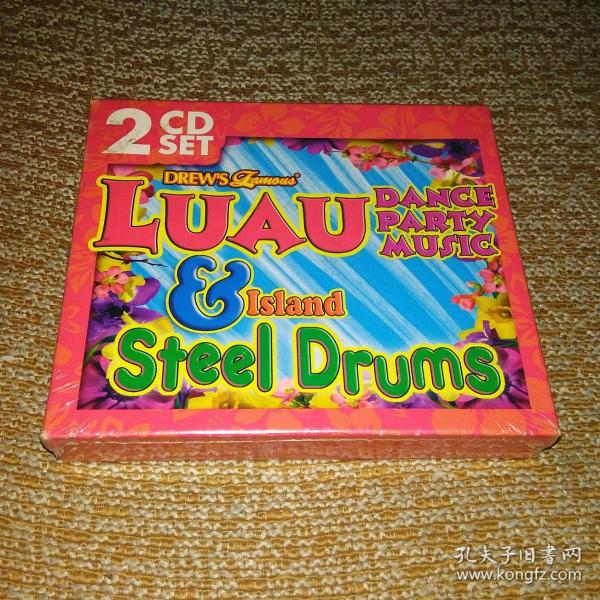 2 CD
SET
DREW'S Famous®
LUAU DANCE
PARTY
MUSIC
& Island
Steel Drums
孔夫子旧書网
www.kongfz.com